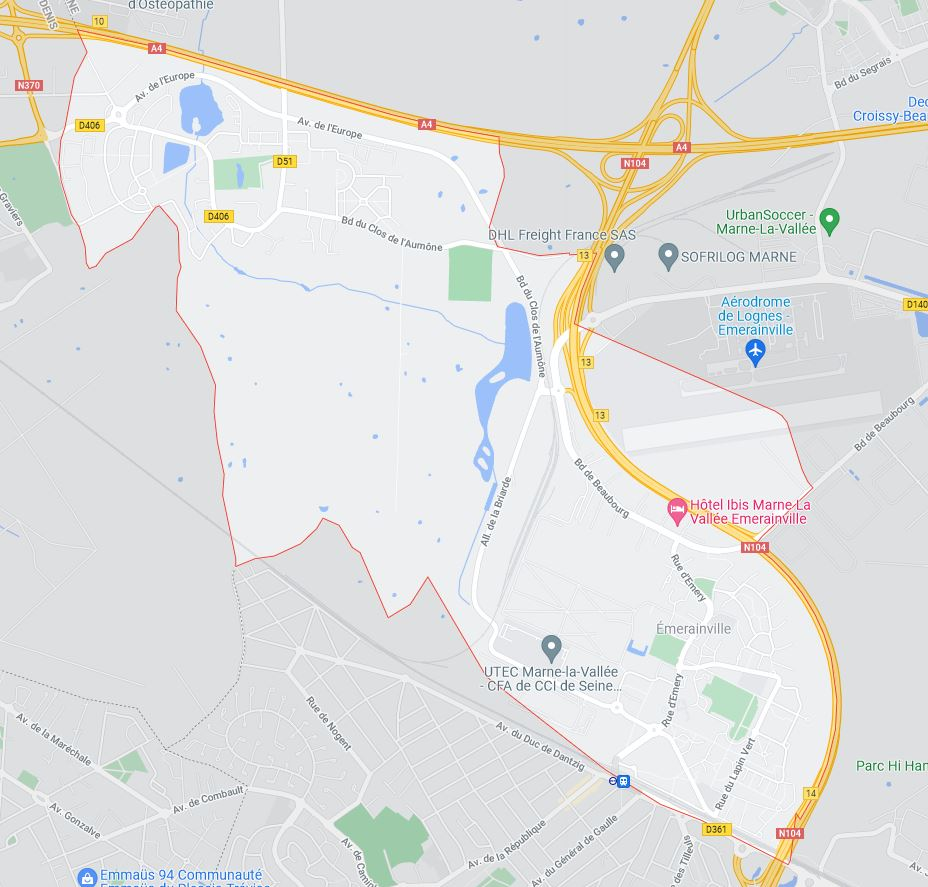 d'Ostéopathie
DENIS
10
A4
N370
Av. de l'Europe
Bd du Segrais
D406
Av. de l'Europe
A4
A4
N104
D51
D406
Graviers
Bd du Clos de l'Aumône
DHL Freight France SAS
UrbanSoccer -
Marne-La-Vallée
13
SOFRILOG MARNE
Bd du Clos de l'Aumône
Aérodrome
de Lognes -
Emerainville
13
13
Bd de Beaubourg
All. de la Briarde
Bd de Beaubourg
Hôtel Ibis Marne La
Vallée Emerainville
N104
Rue d'Emery
Émerainville
UTEC Marne-la-Vallée
- CFA de CCI de Seine...
Rue d'Emery
Rue de Nogent
Av. de la Maréchale
Av. du Duc de Dantzig
Rue du Lapin Vert
Parc Hi
Av. de Combault
14
Av. Gonzalve
D361
N104
Av. de la République
Av. du Général de Gaulle
Emmaüs 94 Communauté